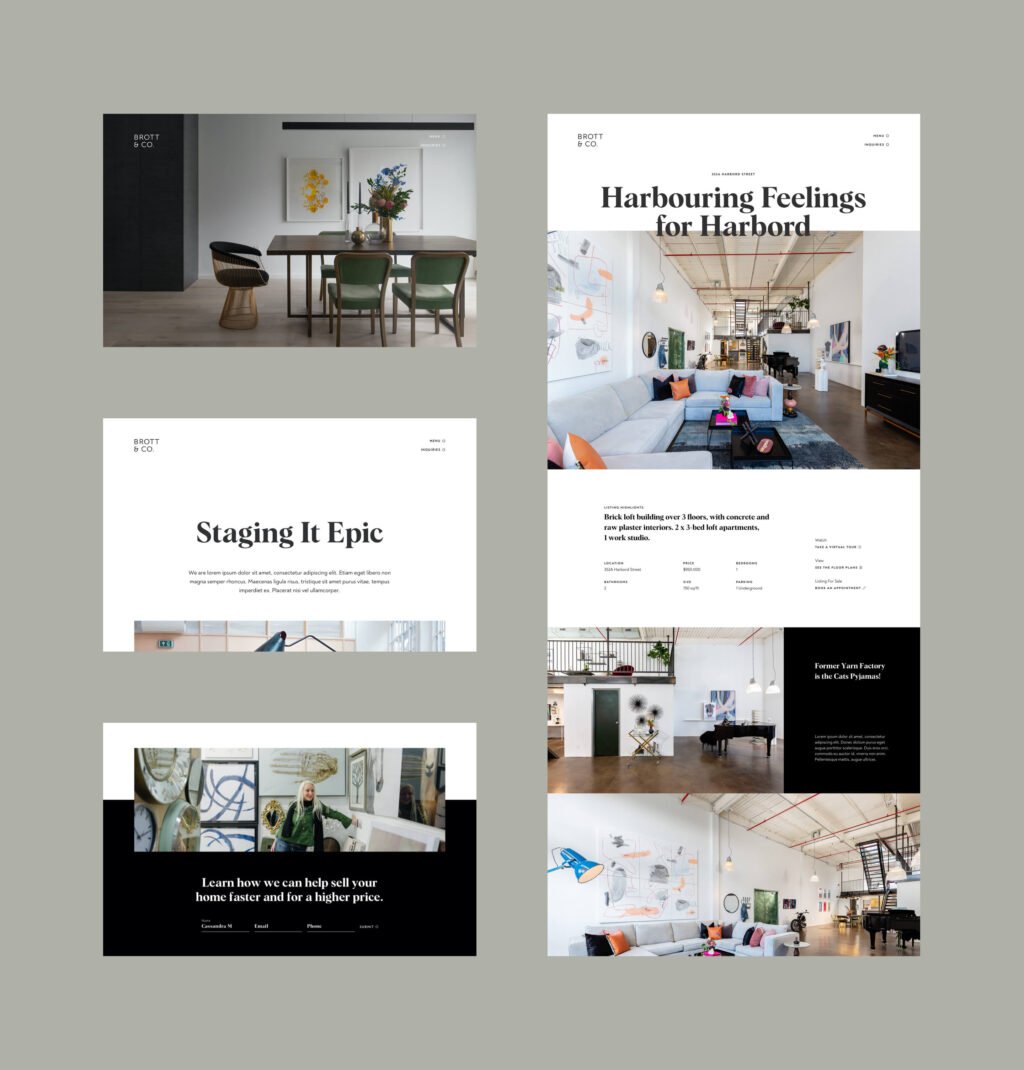 BROTT
& CO.
MENU
INQUIRIES
BROTT
& CO.
MENU
INQUIRIES
Staging It Epic
We are lorem ipsum dolor sit amet, consectetur adipiscing elit. Etiam eget libero non
magna semper rhoncus. Maecenas ligula risus, tristique sit amet purus vitae, tempus
imperdiet ex. Placerat nisi vel ullamcorper.
Learn how we can help sell your
home faster and for a higher price.
Name
Cassandra M
Email
Phone
SUBMIT
BROTT
& CO.
MENU
INQUIRIES
352A HARBORD STREET
Harbouring Feelings
for Harbord
LISTING HIGHLIGHTS
Brick loft building over 3 floors, with concrete and
raw plaster interiors. 2 x 3-bed loft apartments,
1 work studio.
LOCATION
352A Harbord Street
PRICE
BEDROOMS
1
BATHROOMS
2
SIZE
750 sq/ft
PARKING
1 Underground
Watch
TAKE A VIRTUAL TOUR
View
SEE THE FLOOR PLANS
Listing For Sale
BOOK AN APPOINTMENT
Former Yarn Factory
is the Cats Pyjamas!
Lorem ipsum dolor sit amet, consectetur
adipiscing elit. Donec dictum eget
augue porttitor scelerisque. Duis eros orci,
commodo eu auctor id, viverra non enim.
Pellentesque mattis, augue ultrices.